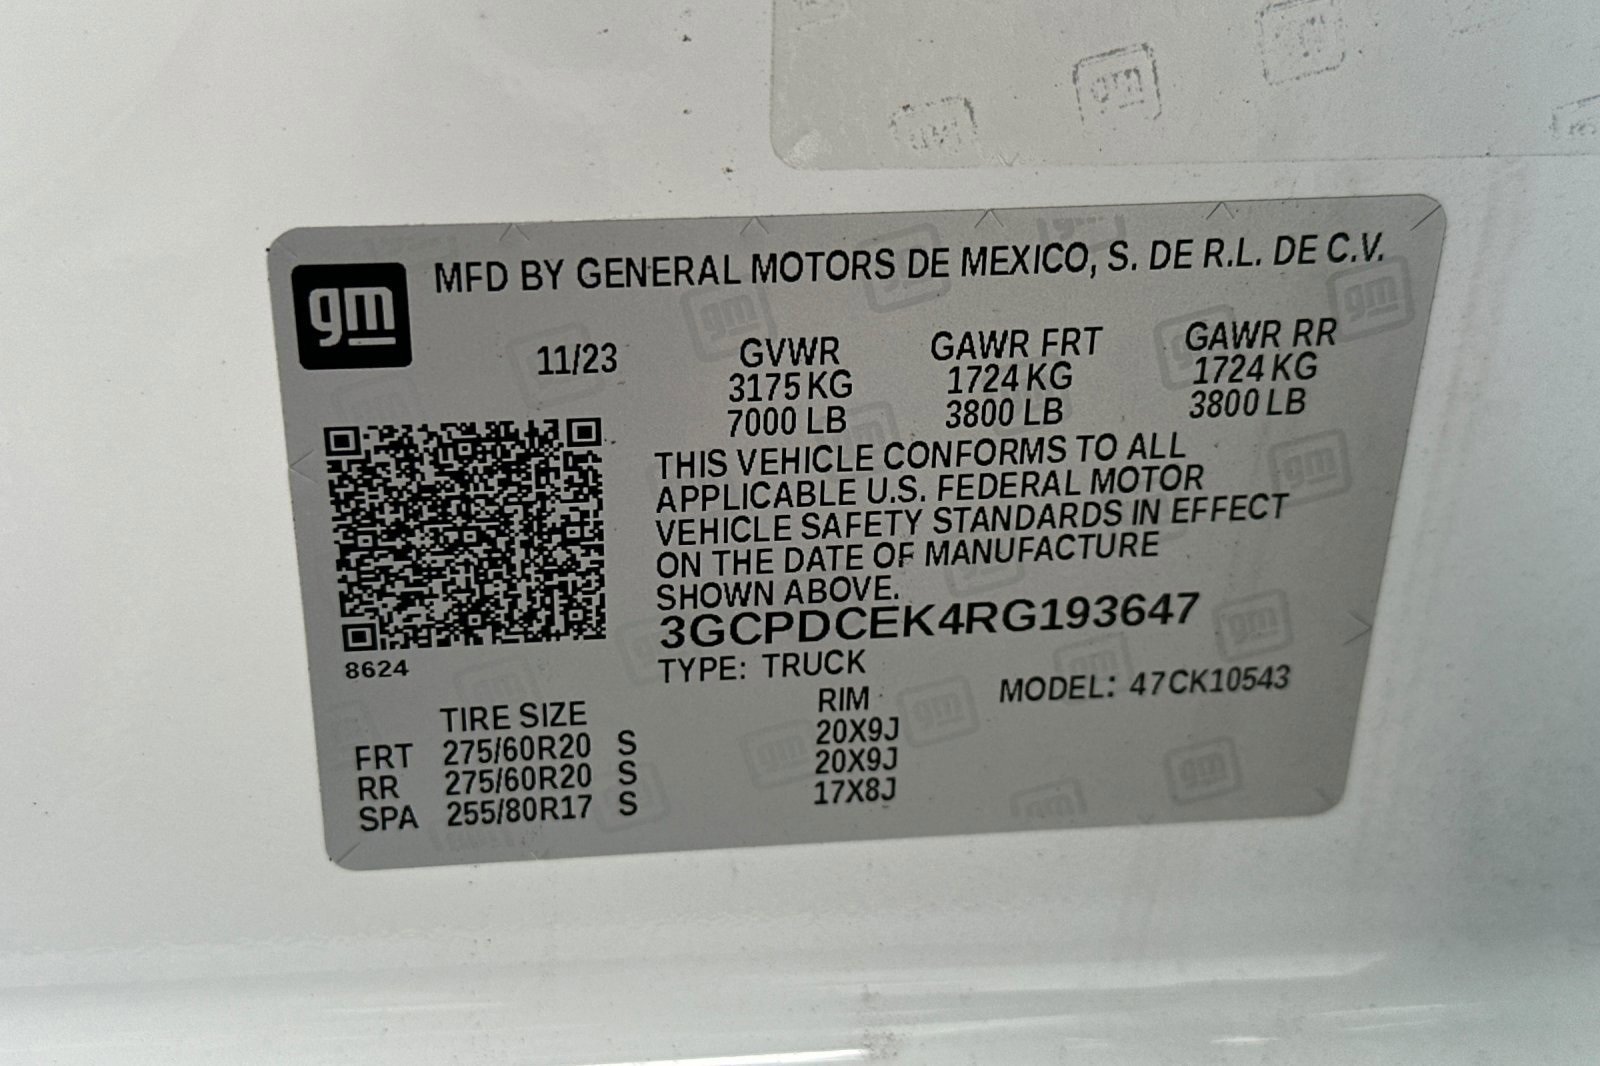 gm MFD BY GENERAL MOTORS DE MEXICO, S. DE R.L. DE C.V.
11/23 GVWR GAWR FRT GAWR RR
3175 KG 1724 KG 1724 KG
7000 LB 3800 LB 3800 LB
THIS VEHICLE CONFORMS TO ALL
APPLICABLE U.S. FEDERAL MOTOR
VEHICLE SAFETY STANDARDS IN EFFECT
ON THE DATE OF MANUFACTURE
SHOWN ABOVE.
3GCPDCEK4RG193647
8624
TYPE: TRUCK MODEL: 47CK10543
TIRE SIZE RIM
FRT 275/60R20 S 20X9J
RR 275/60R20 S 20X9J
SPA 255/80R17 S 17X8J